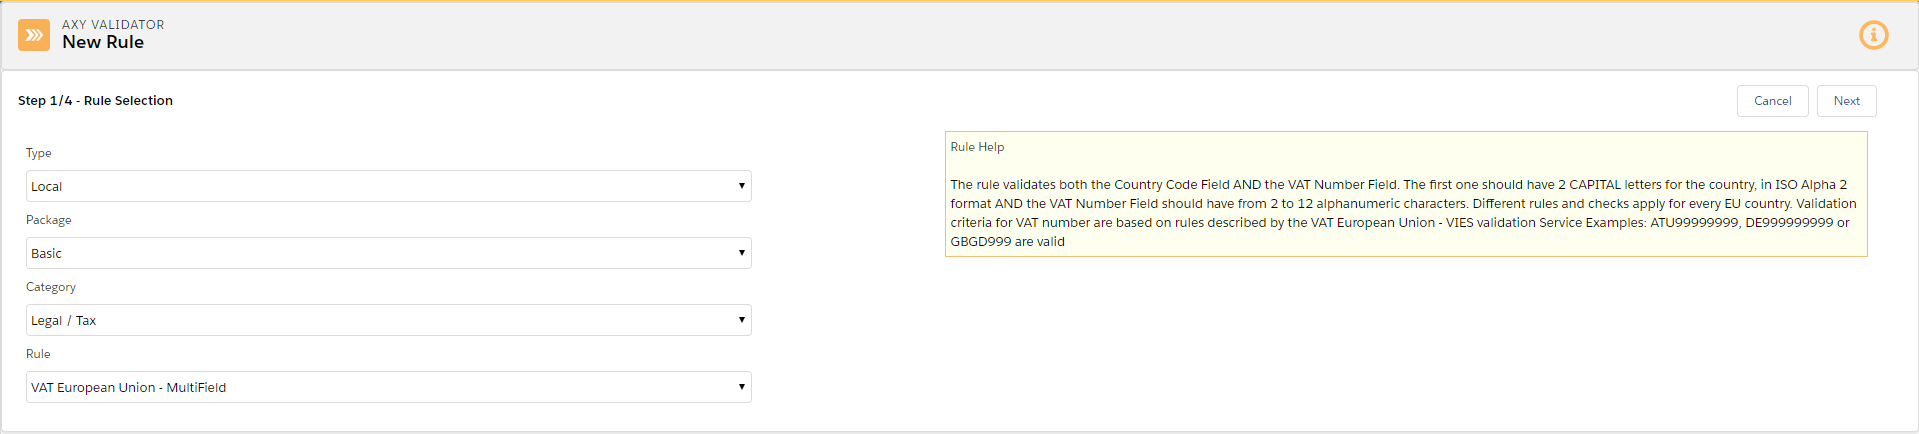 AXY VALIDATOR
New Rule
Step 1/4 - Rule Selection
Cancel
Next
Type
Local
Package
Basic
Category
Legal / Tax
Rule
VAT European Union - MultiField
Rule Help
The rule validates both the Country Code Field AND the VAT Number Field. The first one should have 2 CAPITAL letters for the country, in ISO Alpha 2
format AND the VAT Number Field should have from 2 to 12 alphanumeric characters. Different rules and checks apply for every EU country. Validation
criteria for VAT number are based on rules described by the VAT European Union - VIES validation Service Examples: ATU99999999, DE999999999 or
GBGD999 are valid